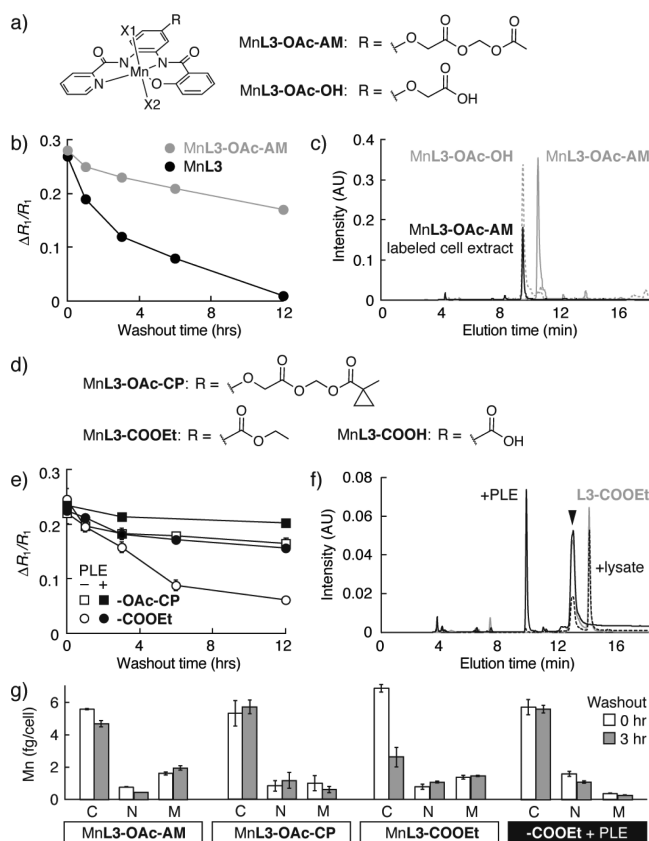 a)
X1
R
O
N
N
O
N
Mn
O
X2
MnL3-OAc-AM: R =
O
O
O
O
O
MnL3-OAc-OH: R =
O
O
OH
b)
0.3
0.2
0.1
0
ΔR1/R1
MnL3-OAc-AM
MnL3
0
4
8
12
Washout time (hrs)
c)
0.4
0.3
0.2
0.1
0
Intensity (AU)
MnL3-OAc-OH
MnL3-OAc-AM
MnL3-OAc-AM
labeled cell extract
4
8
12
16
Elution time (min)
d)
MnL3-OAc-CP: R =
O
O
O
O
O
MnL3-COOEt: R =
O
O
MnL3-COOH: R =
O
OH
e)
0.3
0.2
0.1
0
ΔR1/R1
PLE
− +
-OAc-CP
-COOEt
0
4
8
12
Washout time (hrs)
f)
0.08
0.06
0.04
0.02
0
Intensity (AU)
+PLE
L3-COOEt
+lysate
4
8
12
16
Elution time (min)
g)
6
4
2
0
Mn (fg/cell)
Washout
0 hr
3 hr
C N M C N M C N M C N M
MnL3-OAc-AM MnL3-OAc-CP MnL3-COOEt -COOEt + PLE